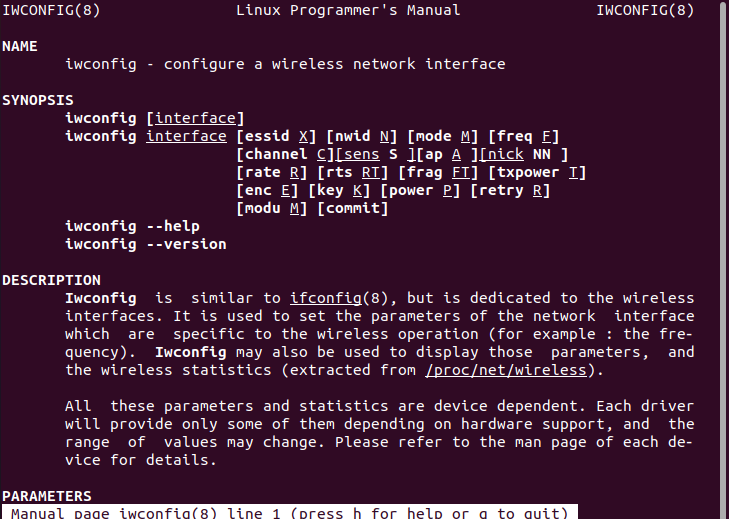 IWCONFIG(8) Linux Programmer's Manual IWCONFIG(8)
NAME
iwconfig - configure a wireless network interface
SYNOPSIS
iwconfig [interface]
iwconfig interface [essid X] [nwid N] [mode M] [freq F]
[channel C][sens S ][ap A ][nick NN ]
[rate R] [rts RT] [frag FT] [txpower T]
[enc E] [key K] [power P] [retry R]
[modu M] [commit]
iwconfig --help
iwconfig --version
DESCRIPTION
Iwconfig is similar to ifconfig(8), but is dedicated to the wireless
interfaces. It is used to set the parameters of the network interface
which are specific to the wireless operation (for example : the fre-
quency). Iwconfig may also be used to display those parameters, and
the wireless statistics (extracted from /proc/net/wireless).
All these parameters and statistics are device dependent. Each driver
will provide only some of them depending on hardware support, and the
range of values may change. Please refer to the man page of each de-
vice for details.
PARAMETERS
Manual page iwconfig(8) line 1 (press h for help or q to quit)